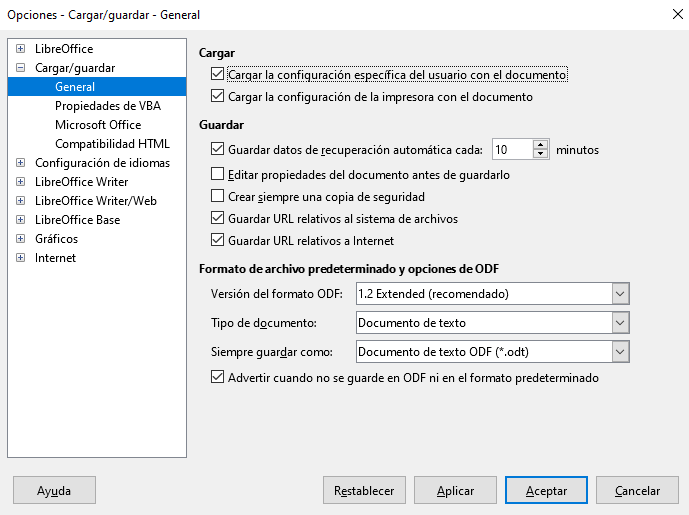 Opciones - Cargar/guardar - General
LibreOffice
Cargar/guardar
General
Propiedades de VBA
Microsoft Office
Compatibilidad HTML
Configuración de idiomas
LibreOffice Writer
LibreOffice Writer/Web
LibreOffice Base
Gráficos
Internet
Cargar
Cargar la configuración específica del usuario con el documento
Cargar la configuración de la impresora con el documento
Guardar
Guardar datos de recuperación automática cada: 10 minutos
Editar propiedades del documento antes de guardarlo
Crear siempre una copia de seguridad
Guardar URL relativos al sistema de archivos
Guardar URL relativos a Internet
Formato de archivo predeterminado y opciones de ODF
Versión del formato ODF: 1.2 Extended (recomendado)
Tipo de documento: Documento de texto
Siempre guardar como: Documento de texto ODF (*.odt)
Advertir cuando no se guarde en ODF ni en el formato predeterminado
Ayuda Restablecer Aplicar Aceptar Cancelar